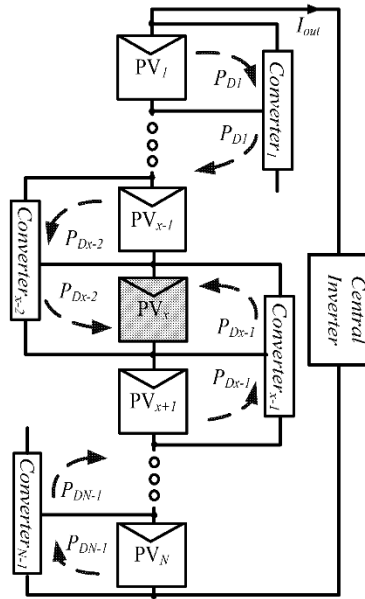 I_out
PV_1
P_D1
Converter_1
P_D1
PV_x-1
P_Dx-2
Converter_x-2
P_Dx-2
PV_x
P_Dx-1
Converter_x-1
Central
Inverter
PV_x+1
P_Dx-1
Converter_N-1
P_DN-1
P_DN-1
PV_N